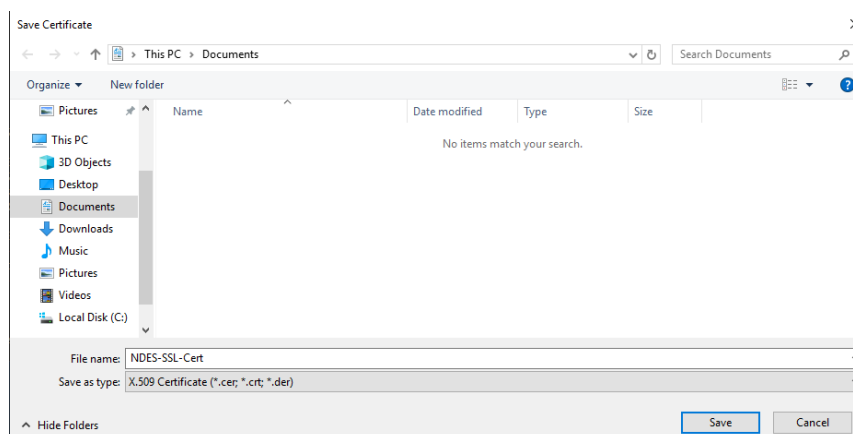 Save Certificate
This PC > Documents
Search Documents
Organize
New folder
Name
Date modified
Type
Size
No items match your search.
Pictures
This PC
3D Objects
Desktop
Documents
Downloads
Music
Pictures
Videos
Local Disk (C:)
File name: NDES-SSL-Cert
Save as type: X.509 Certificate (*.cer; *.crt; *.der)
Hide Folders
Save
Cancel